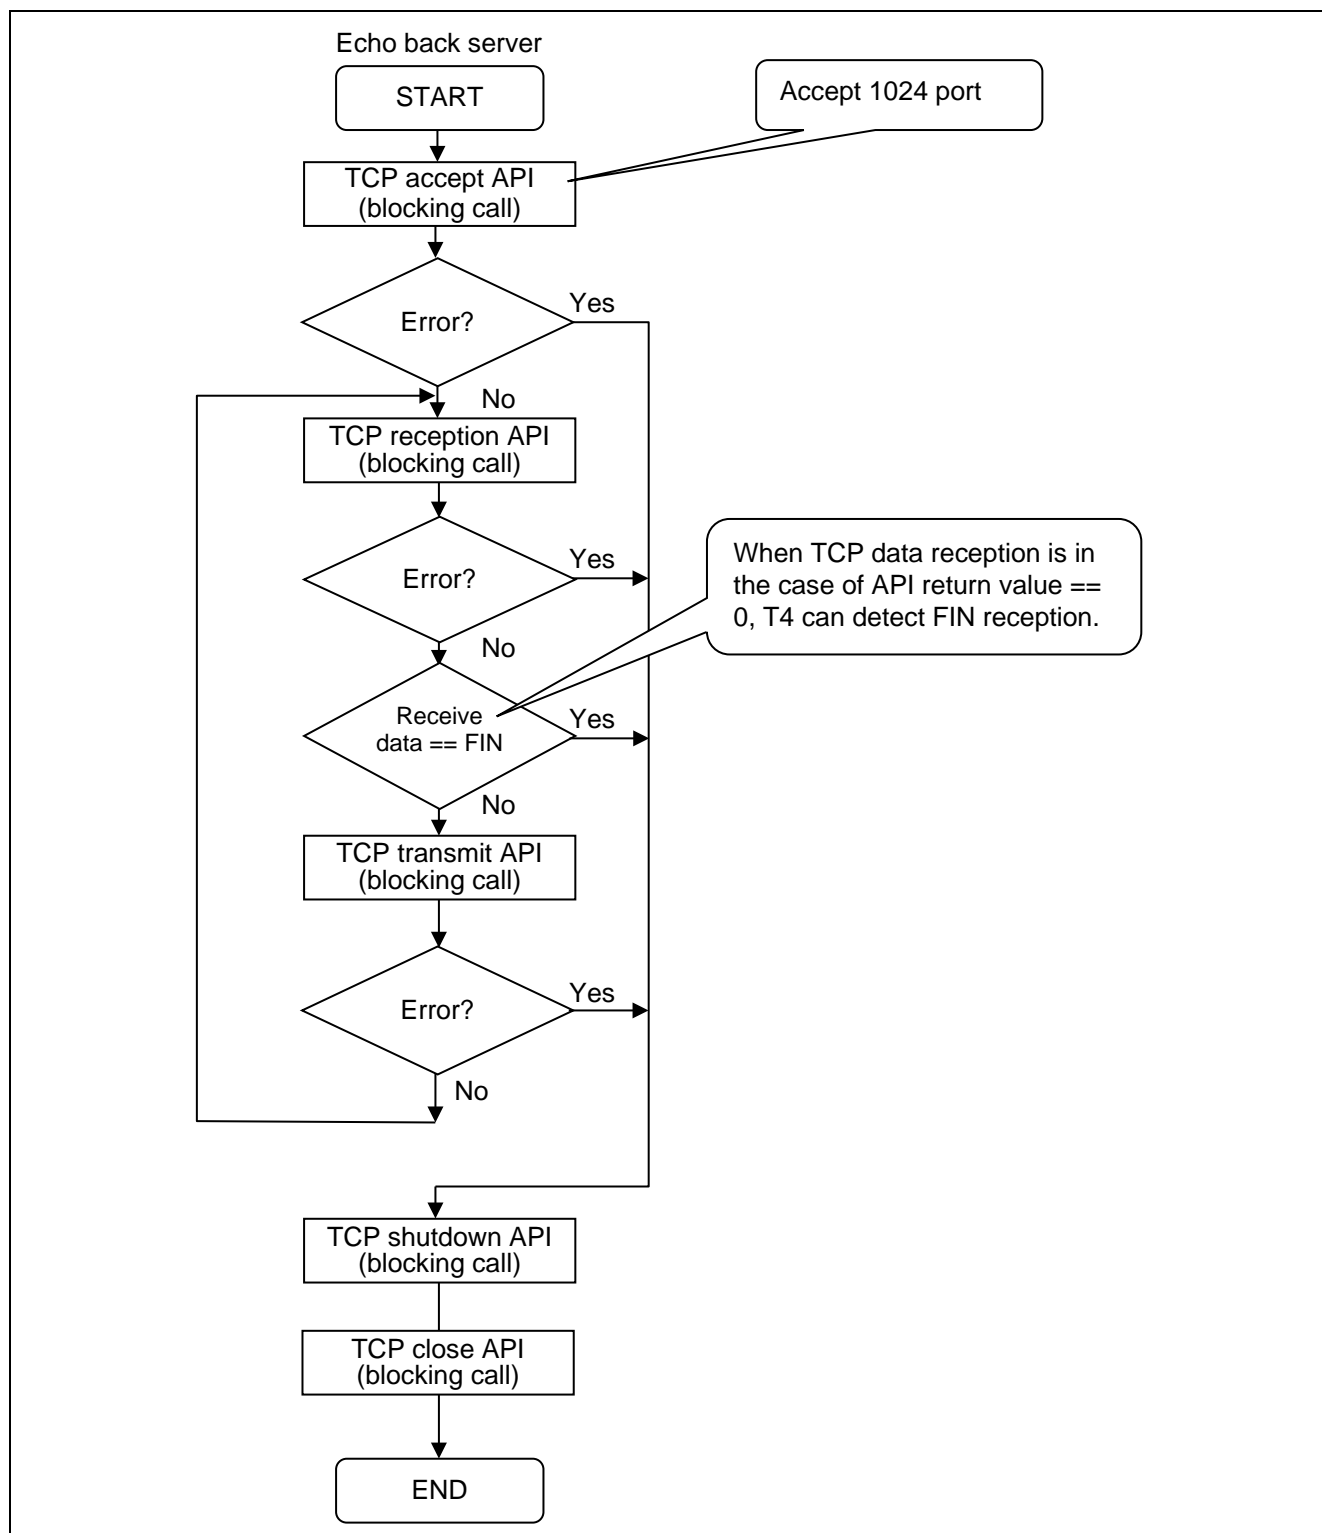 Echo back server
START
Accept 1024 port
TCP accept API
(blocking call)
Error?
Yes
No
TCP reception API
(blocking call)
Error?
Yes
When TCP data reception is in
the case of API return value ==
0, T4 can detect FIN reception.
No
Receive
data == FIN
Yes
No
TCP transmit API
(blocking call)
Error?
Yes
No
TCP shutdown API
(blocking call)
TCP close API
(blocking call)
END